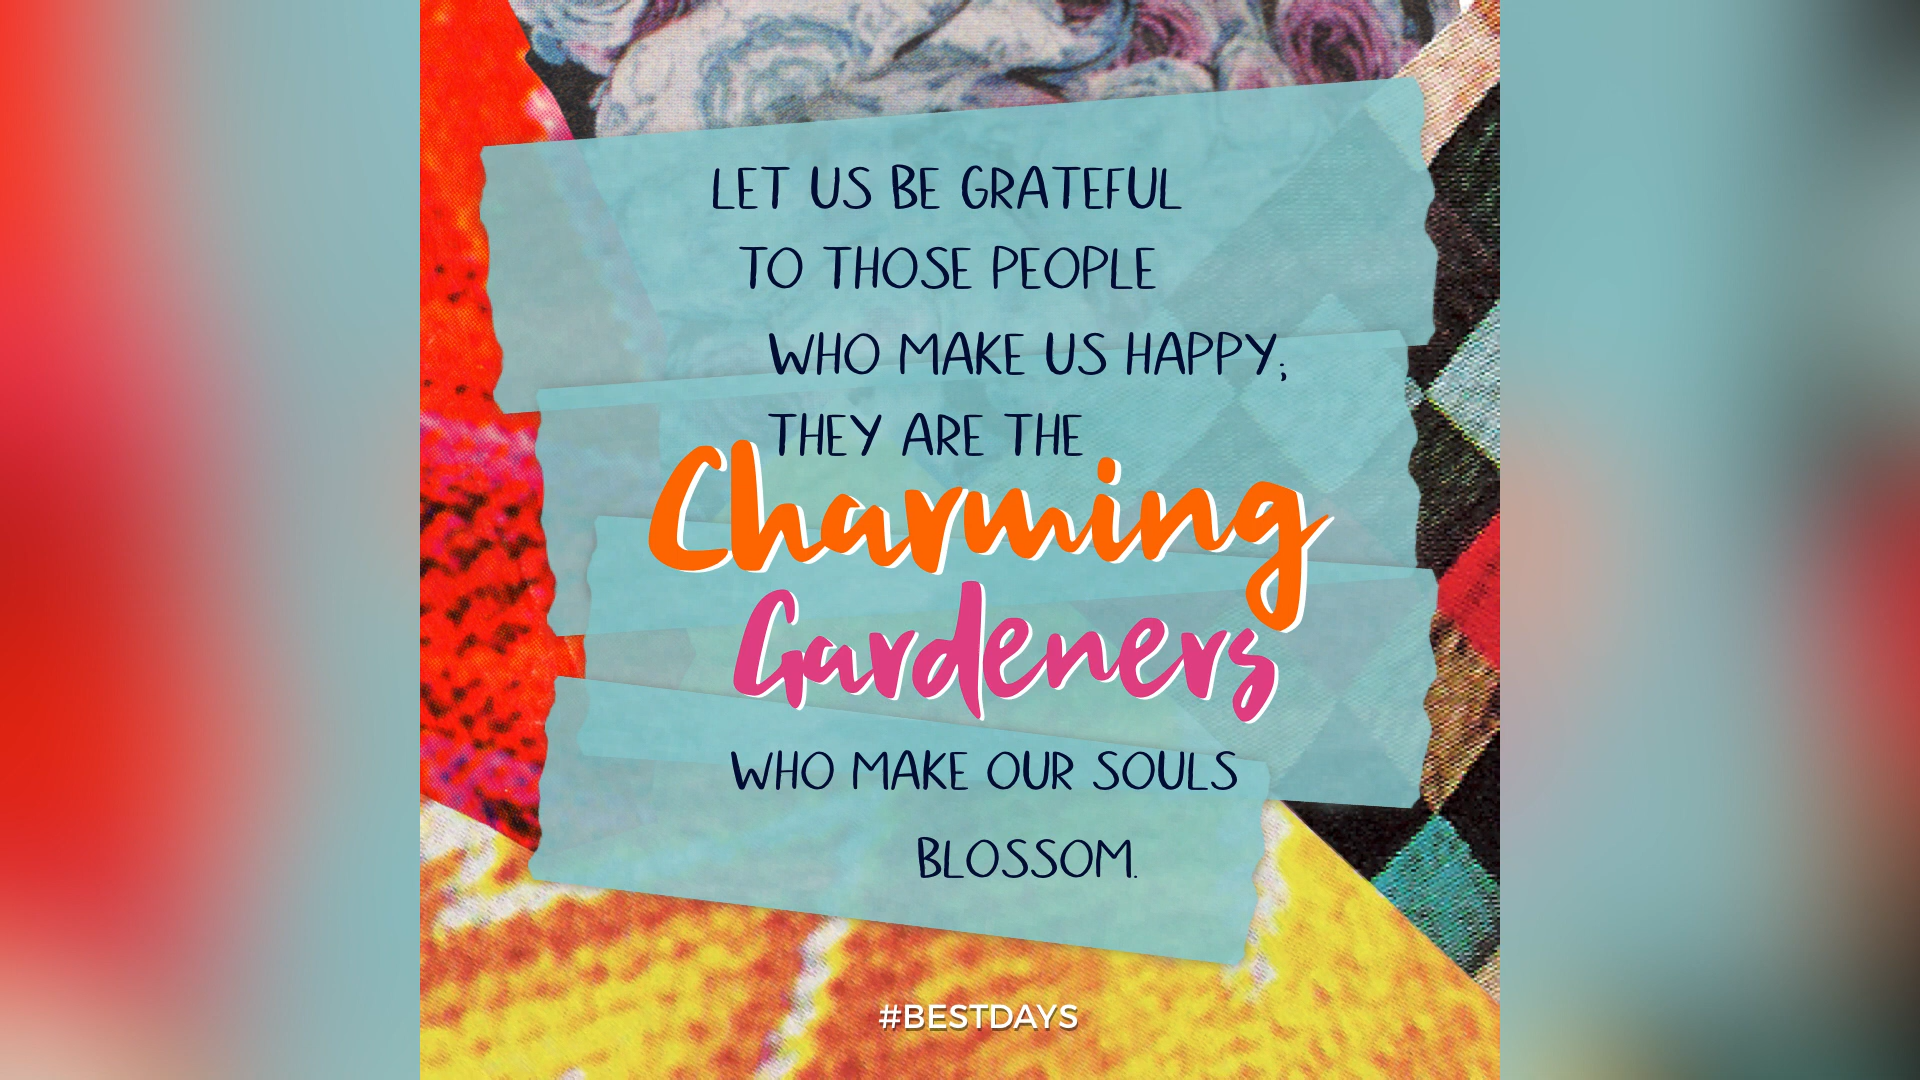 LET US BE GRATEFUL
TO THOSE PEOPLE
WHO MAKE US HAPPY;
THEY ARE THE
Charming
Gardeners
WHO MAKE OUR SOULS
BLOSSOM.
#BESTDAYS